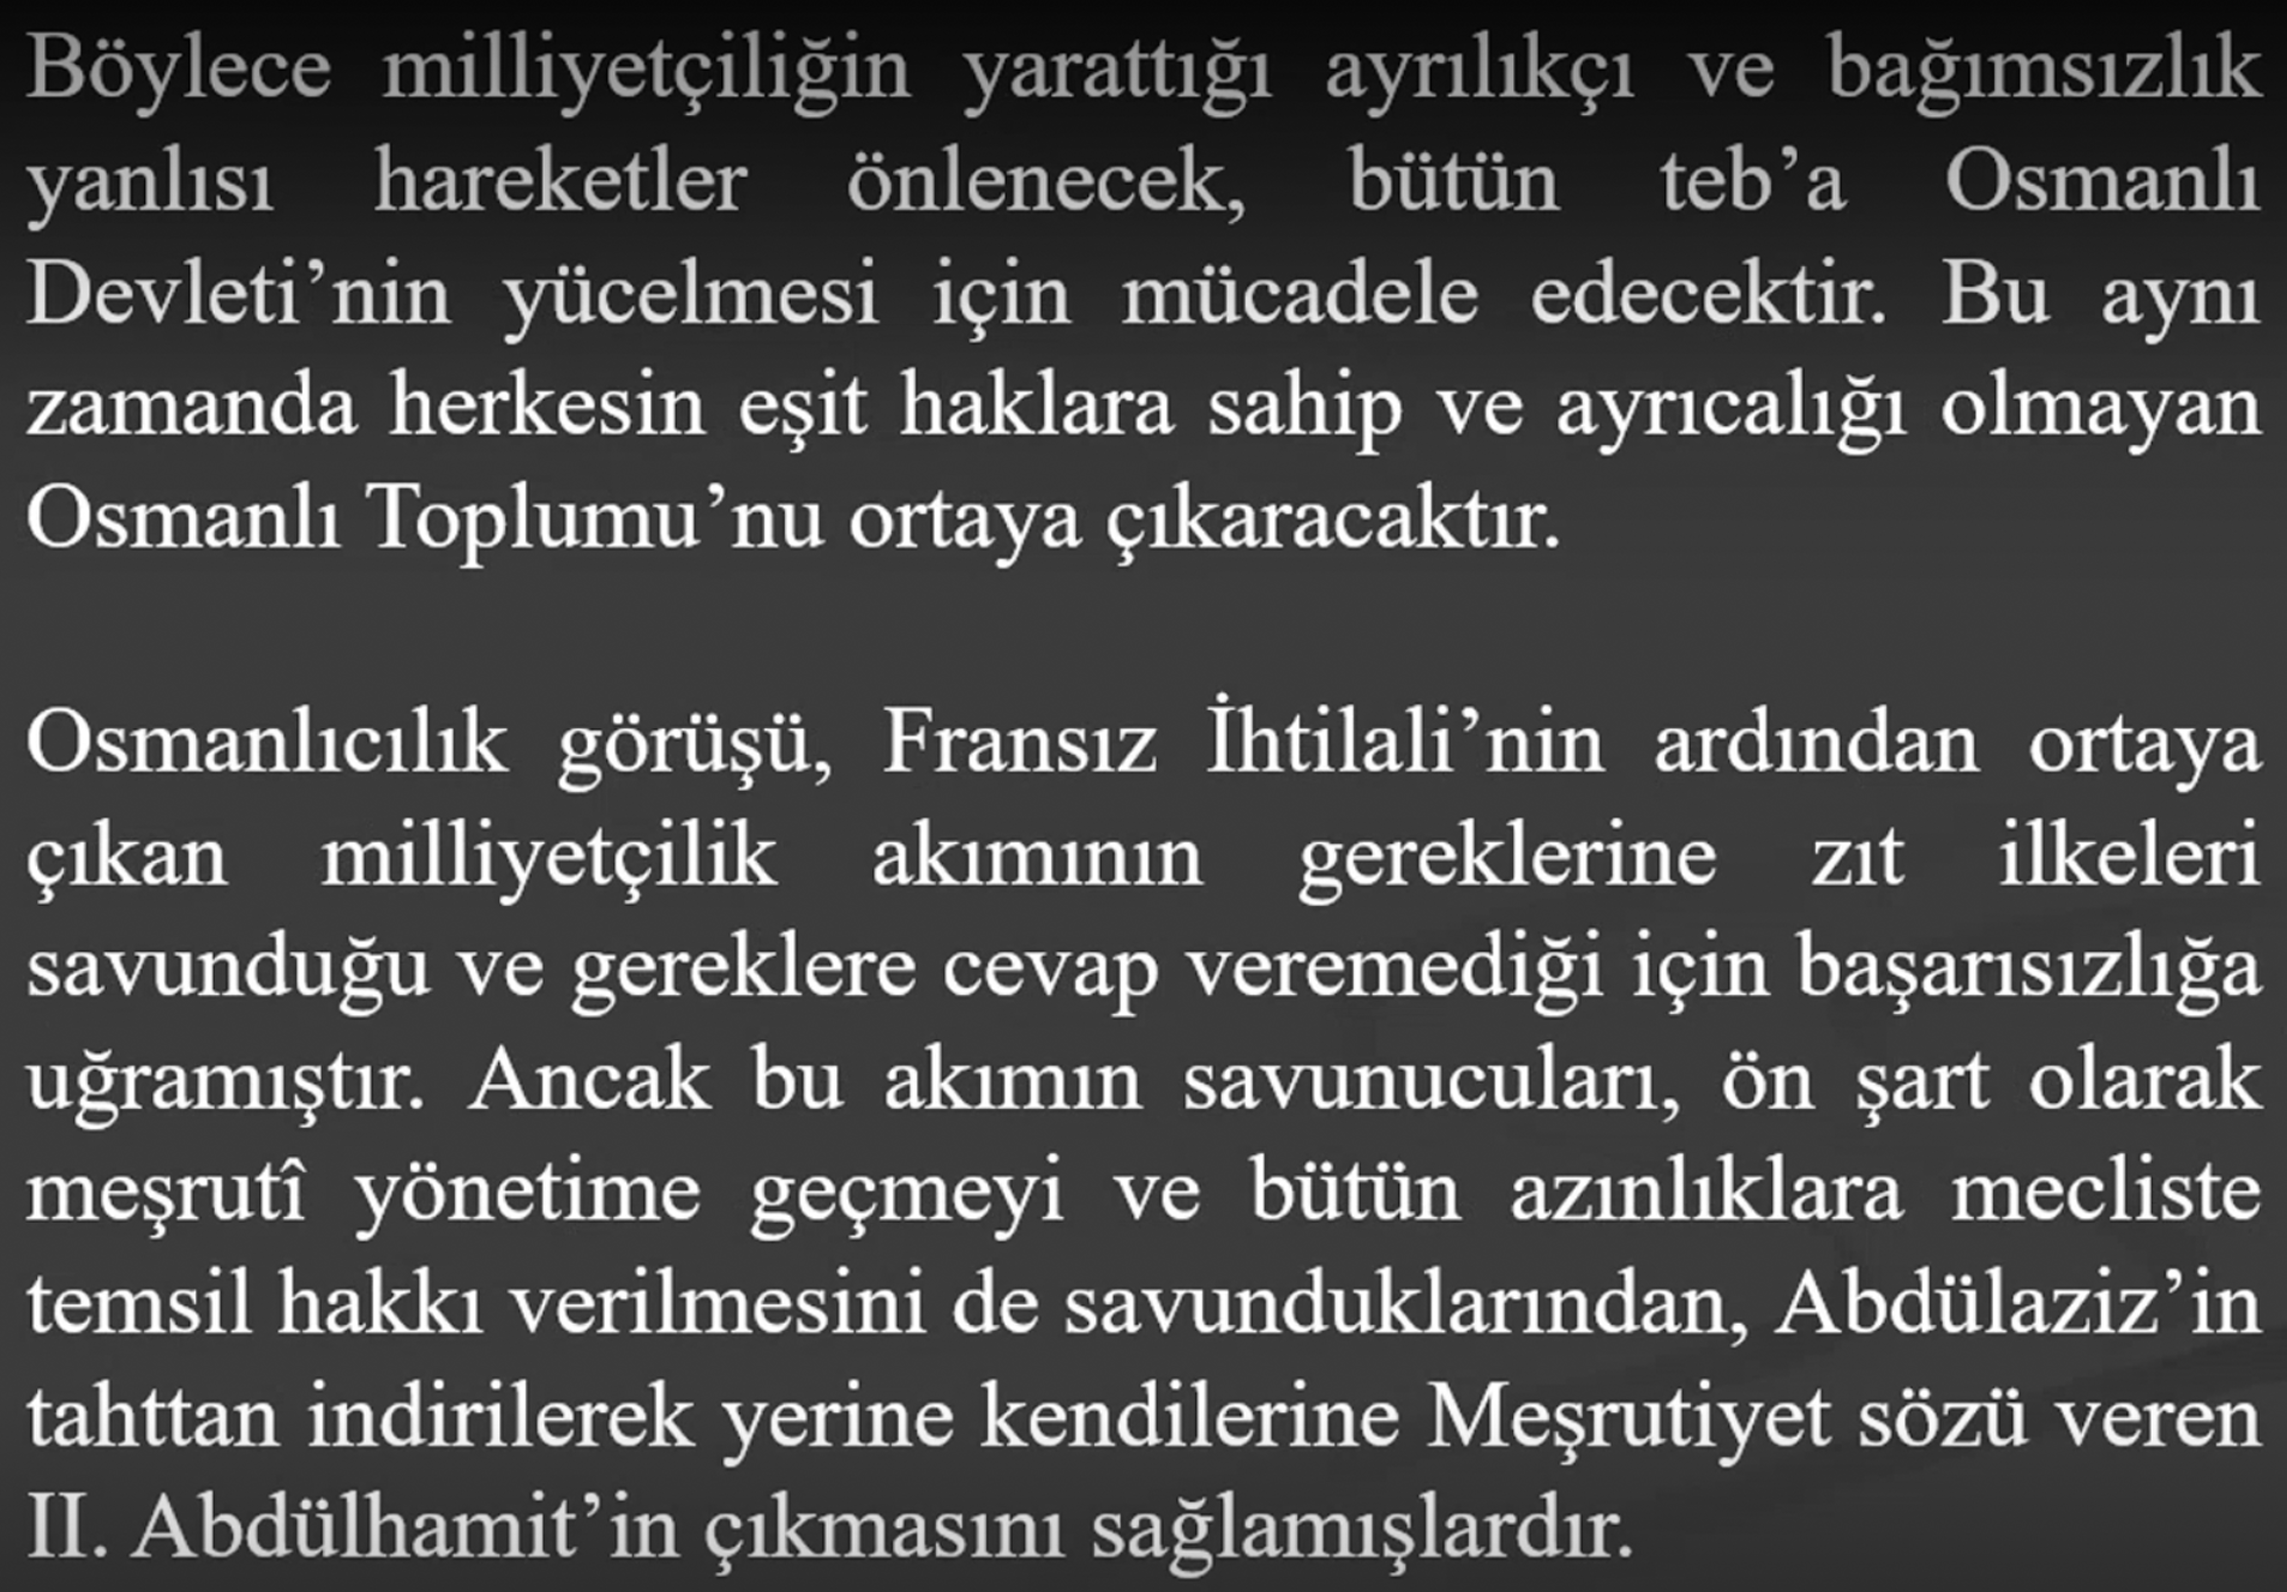 Böylece milliyetçiliğin yarattığı ayrılıkçı ve bağımsızlık
yanlısı hareketler önlenecek, bütün teb’a Osmanlı
Devleti’nin yücelmesi için mücadele edecektir. Bu aynı
zamanda herkesin eşit haklara sahip ve ayrıcalığı olmayan
Osmanlı Toplumu’nu ortaya çıkaracaktır.
Osmanlıcılık görüşü, Fransız İhtilali’nin ardından ortaya
çıkan milliyetçilik akımının gereklerine zıt ilkeleri
savunduğu ve gereklere cevap veremediği için başarısızlığa
uğramıştır. Ancak bu akımın savunucuları, ön şart olarak
meşrutî yönetime geçmeyi ve bütün azınlıklara mecliste
temsil hakkı verilmesini de savunduklarından, Abdülaziz’in
tahttan indirilerek yerine kendilerine Meşrutiyet sözü veren
II. Abdülhamit’in çıkmasını sağlamışlardır.